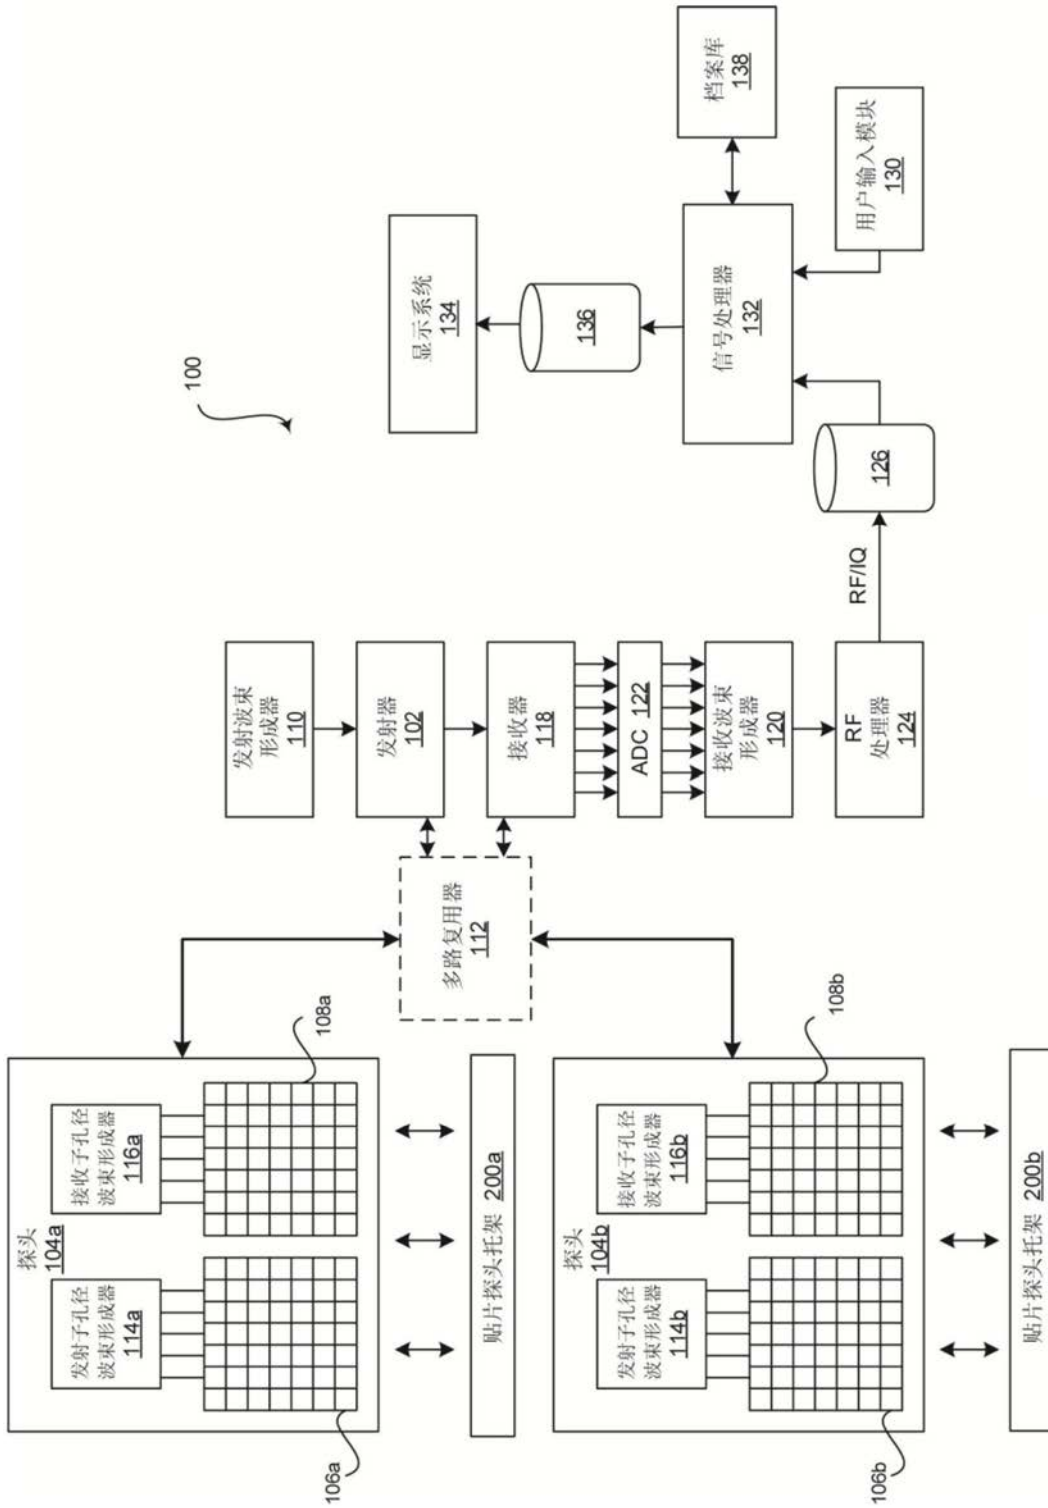 100
探头
104a
发射子孔径
波束形成器
114a
接收子孔径
波束形成器
116a
106a
108a
贴片探头托架 200a
探头
104b
发射子孔径
波束形成器
114b
接收子孔径
波束形成器
116b
106b
108b
贴片探头托架 200b
多路复用器
112
发射波束
形成器
110
发射器
102
接收器
118
ADC 122
接收波束
形成器
120
RF
处理器
124
RF/IQ
126
显示系统
134
136
信号处理器
132
档案库
138
用户输入模块
130